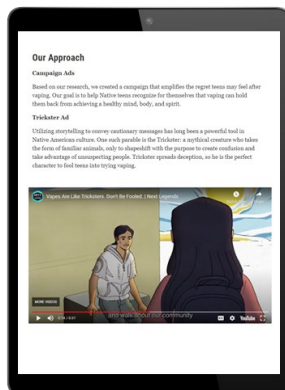 Our Approach
Campaign Ads
Based on our research, we created a campaign that amplifies the regret teens may feel after
vaping. Our goal is to help Native teens recognize for themselves that vaping can hold
them back from achieving a healthy mind, body, and spirit.
Trickster Ad
Utilizing storytelling to convey cautionary messages has long been a powerful tool in
Native American culture. One such parable is the Trickster: a mythical creature who takes
the form of familiar animals, only to shapeshift with the purpose to create confusion and
take advantage of unsuspecting people. Trickster spreads deception, so he is the perfect
character to fool teens into trying vaping.
Vapes Are Like Tricksters. Don't Be Fooled. | Next Legends
MORE VIDEOS
and walk about our community
YouTube